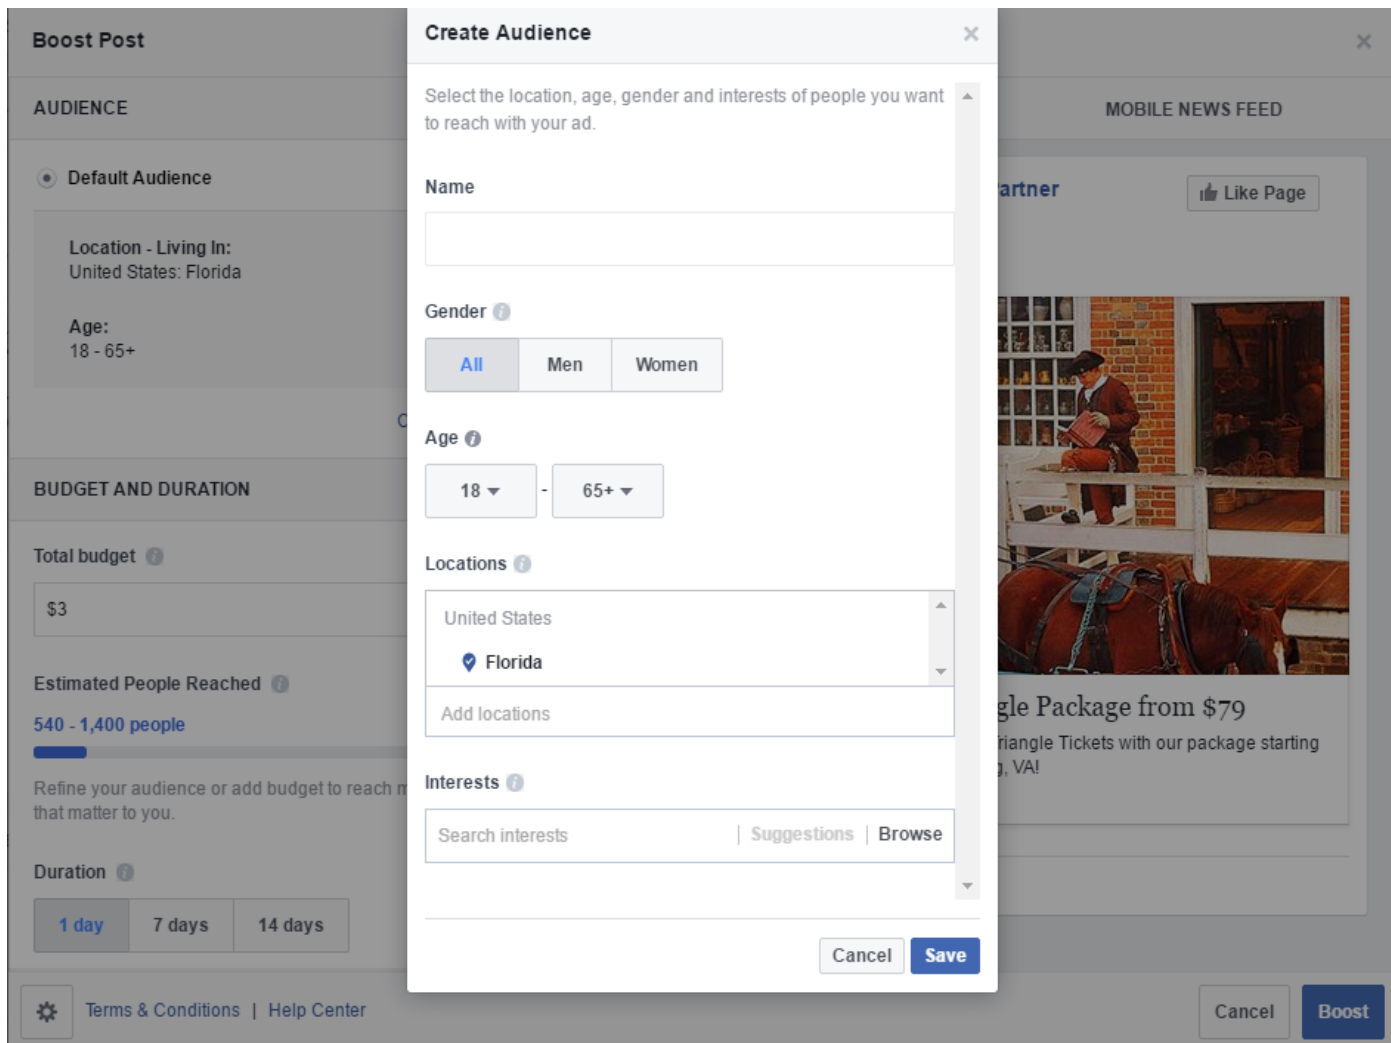 Boost Post
AUDIENCE
Default Audience
Location - Living In:
United States: Florida
Age:
18 - 65+
BUDGET AND DURATION
Total budget
$3
Estimated People Reached
540 - 1,400 people
Refine your audience or add budget to reach
that matter to you.
Duration
1 day 7 days 14 days
Terms & Conditions | Help Center
Create Audience
Select the location, age, gender and interests of people you want
to reach with your ad.
Name
Gender
All Men Women
Age
18 - 65+
Locations
United States
Florida
Add locations
Interests
Search interests | Suggestions | Browse
Cancel Save
MOBILE NEWS FEED
Like Page
Package from $79
Tickets with our package starting
VA!
Cancel Boost